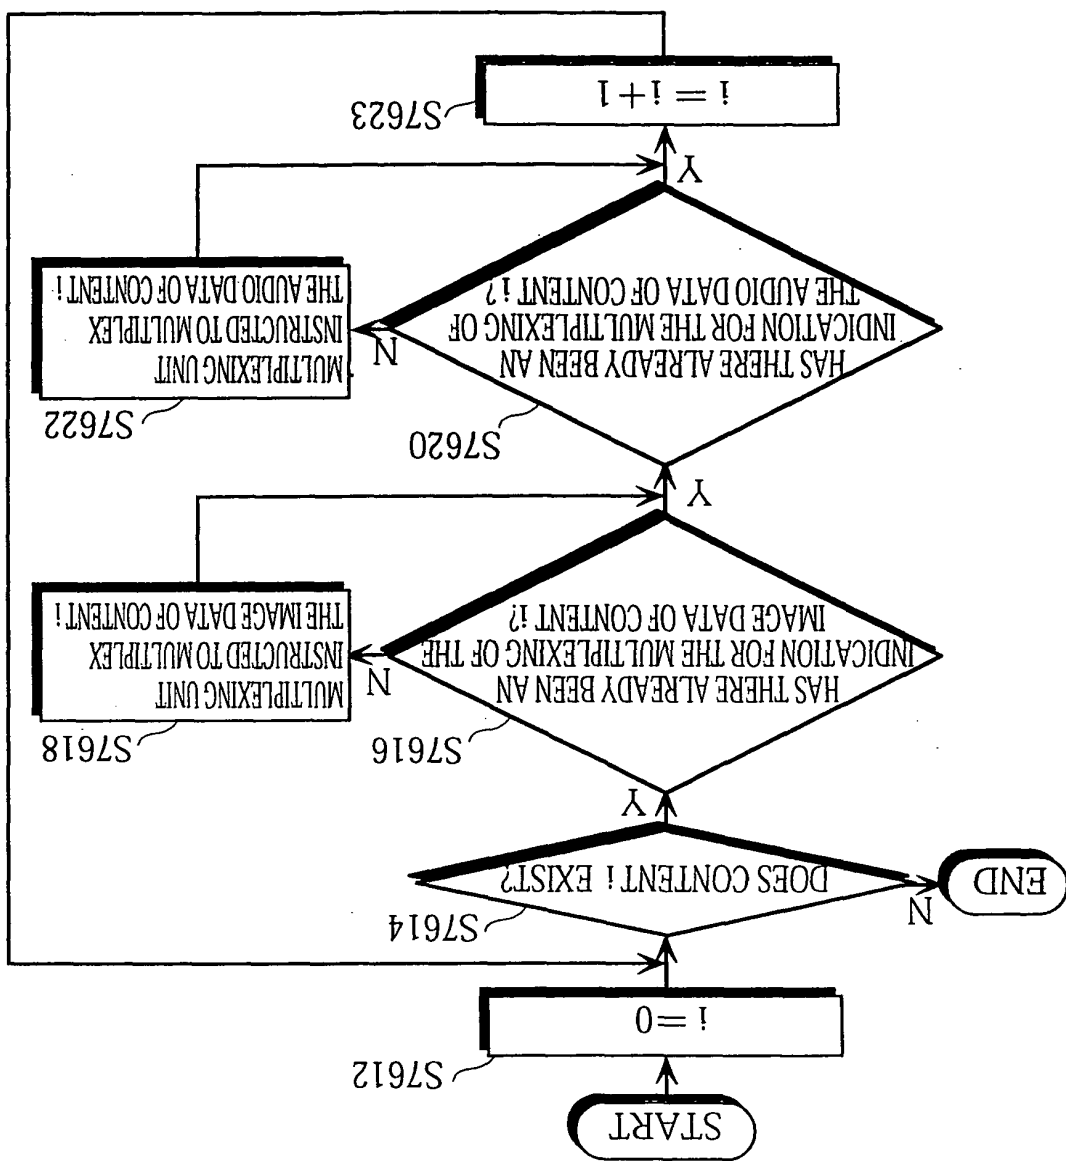 START
S7612
i=0
S7614
DOES CONTENT i EXIST?
N
END
Y
S7616
HAS THERE ALREADY BEEN AN
INDICATION FOR THE MULTIPLEXING OF THE
IMAGE DATA OF CONTENT i?
N
S7618
MULTIPLEXING UNIT
INSTRUCTED TO MULTIPLEX
THE IMAGE DATA OF CONTENT i
Y
S7620
HAS THERE ALREADY BEEN AN
INDICATION FOR THE MULTIPLEXING OF
THE AUDIO DATA OF CONTENT i?
N
S7622
MULTIPLEXING UNIT
INSTRUCTED TO MULTIPLEX
THE AUDIO DATA OF CONTENT i
Y
S7623
i=i+1